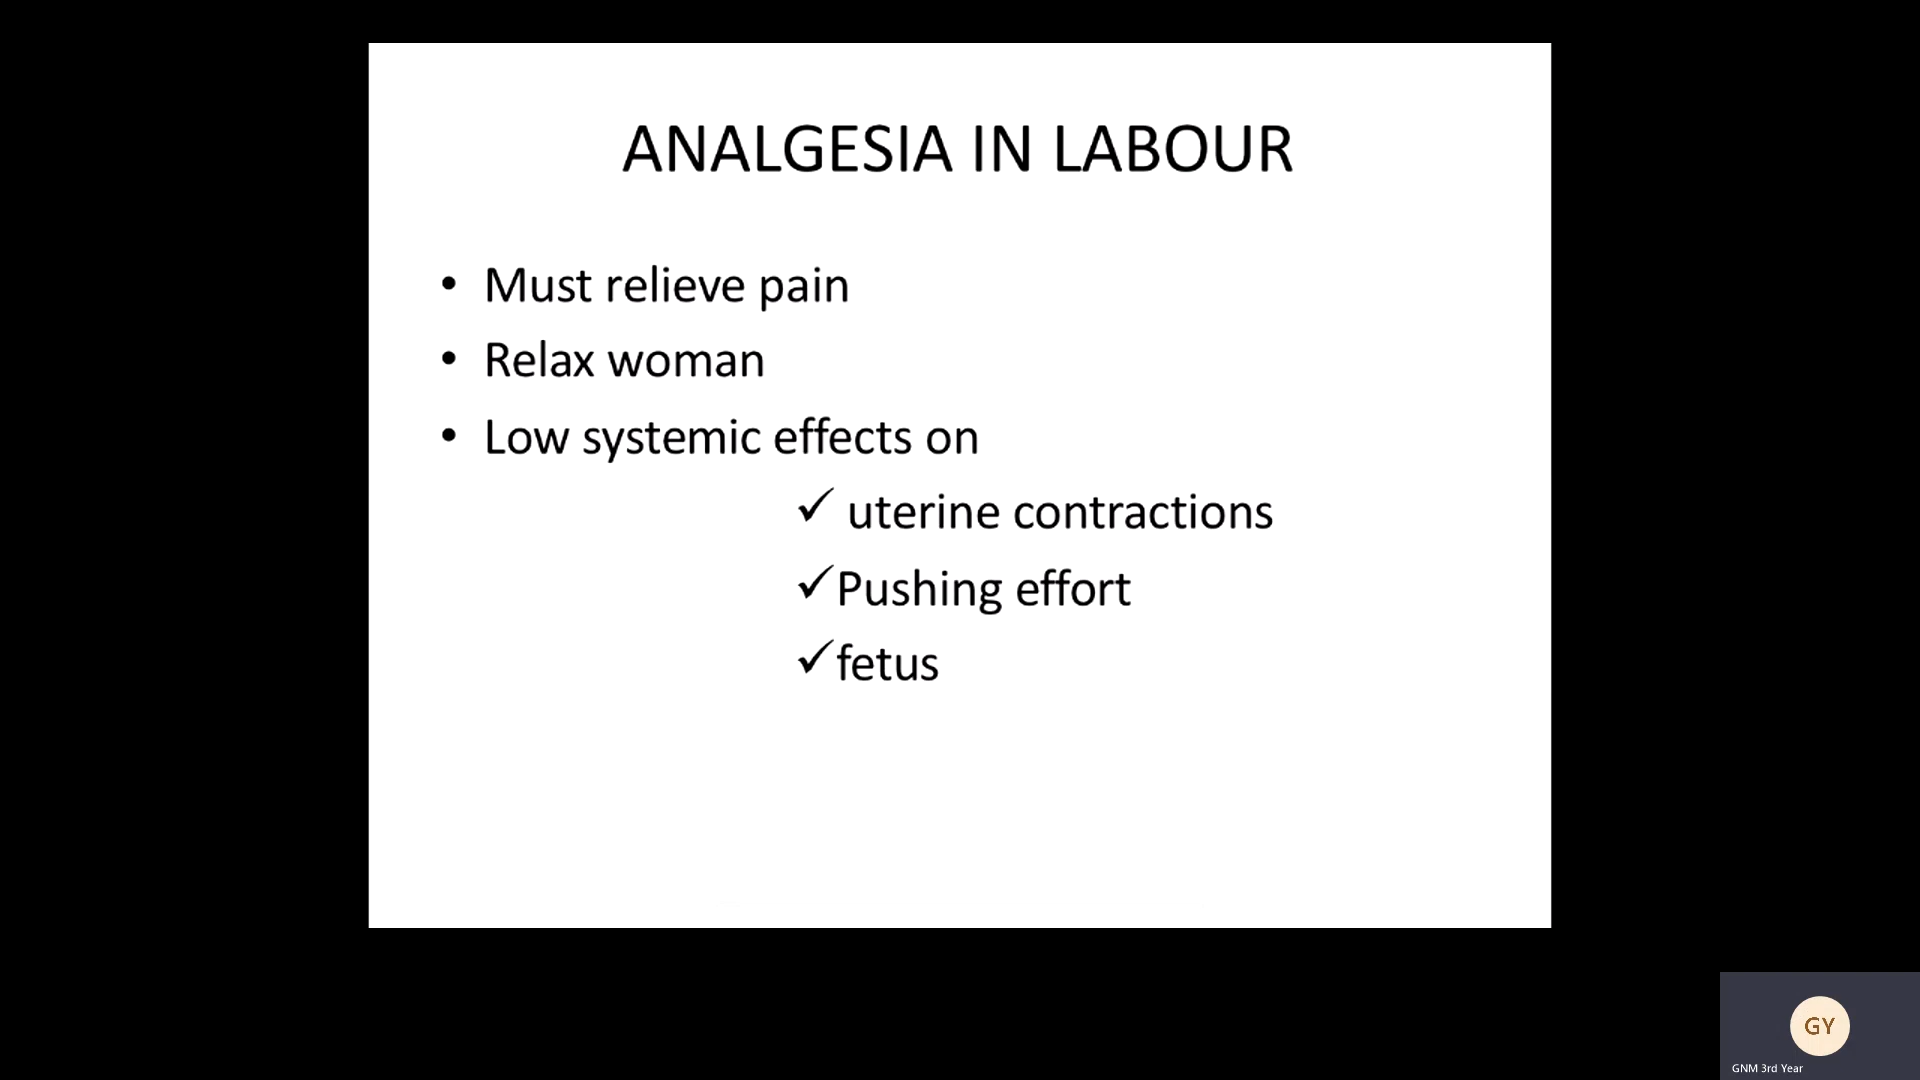 ANALGESIA IN LABOUR
• Must relieve pain
• Relax woman
• Low systemic effects on
✓ uterine contractions
✓Pushing effort
✓fetus
GY
GNM 3rd Year